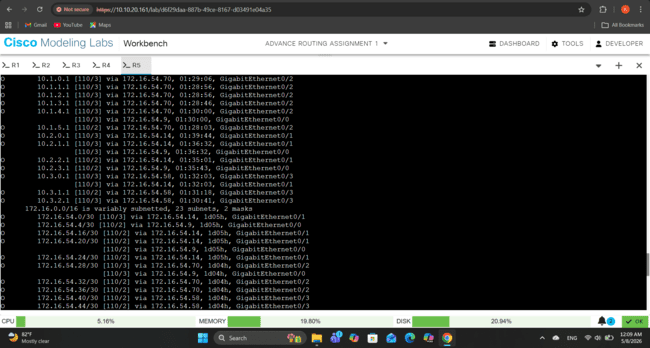 Not secure https://10.10.20.161/lab/d6f29daa-887b-49ce-8167-d03491e04a35
Gmail YouTube Maps All Bookmarks
Cisco Modeling Labs Workbench ADVANCE ROUTING ASSIGNMENT 1 DASHBOARD TOOLS DEVELOPER
R1 R2 R3 R4 R5
O 10.1.0.1 [110/3] via 172.16.54.70, 01:29:06, GigabitEthernet0/2
O 10.1.1.1 [110/2] via 172.16.54.70, 01:28:56, GigabitEthernet0/2
O 10.1.2.1 [110/2] via 172.16.54.70, 01:28:56, GigabitEthernet0/2
O 10.1.3.1 [110/3] via 172.16.54.70, 01:28:46, GigabitEthernet0/2
O 10.1.4.1 [110/3] via 172.16.54.70, 01:30:00, GigabitEthernet0/2
[110/3] via 172.16.54.9, 01:30:00, GigabitEthernet0/0
O 10.1.5.1 [110/2] via 172.16.54.70, 01:28:03, GigabitEthernet0/2
O 10.2.0.1 [110/2] via 172.16.54.14, 01:39:44, GigabitEthernet0/1
O 10.2.1.1 [110/3] via 172.16.54.14, 01:36:32, GigabitEthernet0/1
[110/3] via 172.16.54.9, 01:36:32, GigabitEthernet0/0
O 10.2.2.1 [110/2] via 172.16.54.14, 01:35:01, GigabitEthernet0/1
O 10.2.3.1 [110/2] via 172.16.54.9, 01:35:43, GigabitEthernet0/0
O 10.3.0.1 [110/3] via 172.16.54.58, 01:32:03, GigabitEthernet0/3
[110/3] via 172.16.54.14, 01:32:03, GigabitEthernet0/1
O 10.3.1.1 [110/2] via 172.16.54.58, 01:31:18, GigabitEthernet0/3
O 10.3.2.1 [110/2] via 172.16.54.58, 01:30:41, GigabitEthernet0/3
172.16.0.0/16 is variably subnetted, 23 subnets, 2 masks
O 172.16.54.0/30 [110/3] via 172.16.54.14, 1d05h, GigabitEthernet0/1
O 172.16.54.4/30 [110/2] via 172.16.54.9, 1d05h, GigabitEthernet0/0
O 172.16.54.16/30 [110/2] via 172.16.54.14, 1d05h, GigabitEthernet0/1
O 172.16.54.20/30 [110/2] via 172.16.54.14, 1d05h, GigabitEthernet0/1
[110/2] via 172.16.54.9, 1d05h, GigabitEthernet0/0
O 172.16.54.24/30 [110/2] via 172.16.54.14, 1d05h, GigabitEthernet0/1
O 172.16.54.28/30 [110/3] via 172.16.54.70, 1d04h, GigabitEthernet0/2
[110/3] via 172.16.54.9, 1d04h, GigabitEthernet0/0
O 172.16.54.32/30 [110/2] via 172.16.54.70, 1d04h, GigabitEthernet0/2
O 172.16.54.36/30 [110/2] via 172.16.54.70, 1d04h, GigabitEthernet0/2
O 172.16.54.40/30 [110/2] via 172.16.54.58, 1d04h, GigabitEthernet0/3
O 172.16.54.44/30 [110/2] via 172.16.54.58, 1d04h, GigabitEthernet0/3
CPU 5.16% MEMORY 19.80% DISK 20.94% OK
82°F
Mostly clear
Search
ENG
12:09 AM
5/8/2026